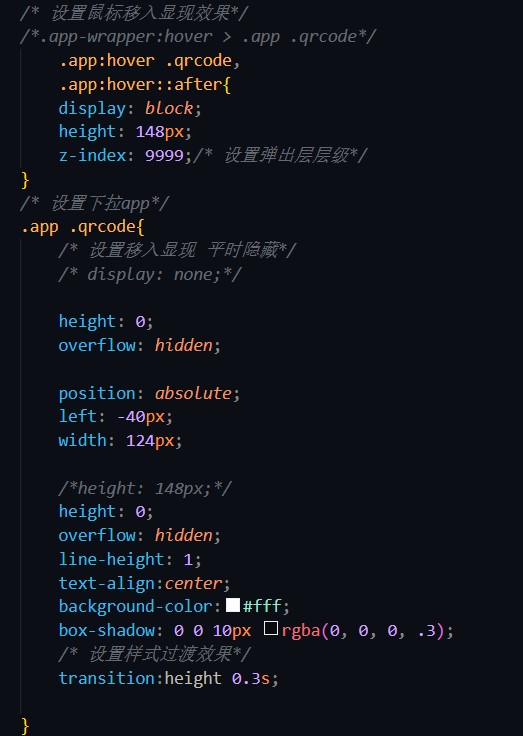 /* 设置鼠标移入显现效果*/
/*.app-wrapper:hover > .app .qrcode*/
.app:hover .qrcode,
.app:hover::after{
display: block;
height: 148px;
z-index: 9999;/* 设置弹出层层级*/
}
/* 设置下拉app*/
.app .qrcode{
/* 设置移入显现 平时隐藏*/
/* display: none;*/
height: 0;
overflow: hidden;
position: absolute;
left: -40px;
width: 124px;
/*height: 148px;*/
height: 0;
overflow: hidden;
line-height: 1;
text-align:center;
background-color:#fff;
box-shadow: 0 0 10px rgba(0, 0, 0, .3);
/* 设置样式过渡效果*/
transition:height 0.3s;
}